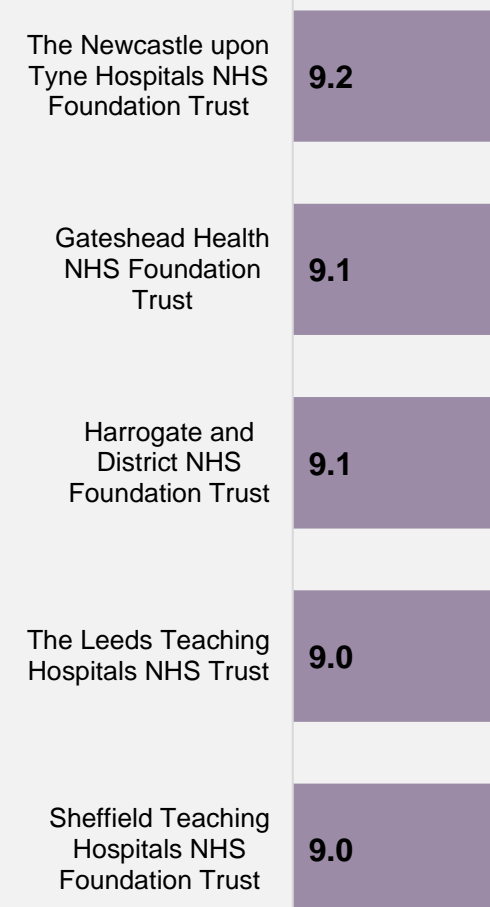 The Newcastle upon
Tyne Hospitals NHS
Foundation Trust
9.2
Gateshead Health
NHS Foundation
Trust
9.1
Harrogate and
District NHS
Foundation Trust
9.1
The Leeds Teaching
Hospitals NHS Trust
9.0
Sheffield Teaching
Hospitals NHS
Foundation Trust
9.0